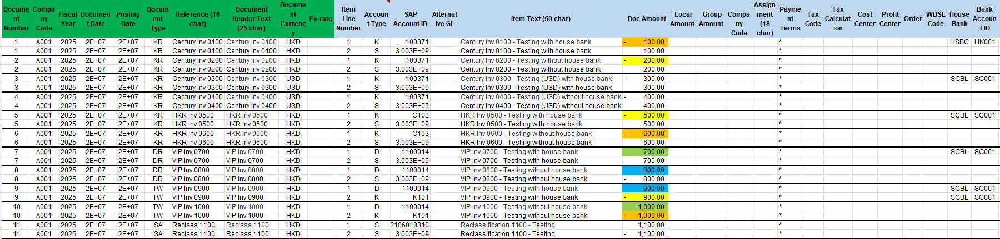 Document Number Company Code Fiscal Year Document Date Posting Date Document Type Reference (16 char) Document Header Text (25 char) Document Currency Ex-rate Item Line Number Account Type SAP Account ID Alternative GL Item Text (50 char) Doc Amount Local Amount Group Amount Company Code Assignment (18 char) Payment Terms Tax Code Tax Calculation Cost Center Profit Center Order WBSE Code House Bank Bank Account ID
1 A001 2025 2E+07 2E+07 KR Century Inv 0100 Century Inv 0100 HKD 1 K 100371 Century Inv 0100 - Testing with house bank - 100.00 * HSBC HK001
1 A001 2025 2E+07 2E+07 KR Century Inv 0100 Century Inv 0100 HKD 2 S 3.003E+09 Century Inv 0100 - Testing with house bank 100.00 *
2 A001 2025 2E+07 2E+07 KR Century Inv 0200 Century Inv 0200 HKD 1 K 100371 Century Inv 0200 - Testing without house bank - 200.00 *
2 A001 2025 2E+07 2E+07 KR Century Inv 0200 Century Inv 0200 HKD 2 S 3.003E+09 Century Inv 0200 - Testing without house bank 200.00 *
3 A001 2025 2E+07 2E+07 KR Century Inv 0300 Century Inv 0300 USD 1 K 100371 Century Inv 0300 - Testing (USD) with house bank - 300.00 * SCBL SC001
3 A001 2025 2E+07 2E+07 KR Century Inv 0300 Century Inv 0300 USD 2 S 3.003E+09 Century Inv 0300 - Testing (USD) with house bank 300.00 *
4 A001 2025 2E+07 2E+07 KR Century Inv 0400 Century Inv 0400 USD 1 K 100371 Century Inv 0400 - Testing (USD) without house bank - 400.00 *
4 A001 2025 2E+07 2E+07 KR Century Inv 0400 Century Inv 0400 USD 2 S 3.003E+09 Century Inv 0400 - Testing (USD) without house bank 400.00 *
5 A001 2025 2E+07 2E+07 KR HKR Inv 0500 HKR Inv 0500 HKD 1 K C103 HKR Inv 0500 - Testing with house bank - 500.00 * SCBL SC001
5 A001 2025 2E+07 2E+07 KR HKR Inv 0500 HKR Inv 0500 HKD 2 S 3.003E+09 HKR Inv 0500 - Testing with house bank 500.00 *
6 A001 2025 2E+07 2E+07 KR HKR Inv 0600 HKR Inv 0600 HKD 1 K C103 HKR Inv 0600 - Testing without house bank - 600.00 *
6 A001 2025 2E+07 2E+07 KR HKR Inv 0600 HKR Inv 0600 HKD 2 S 3.003E+09 HKR Inv 0600 - Testing without house bank 600.00 *
7 A001 2025 2E+07 2E+07 DR VIP Inv 0700 VIP Inv 0700 HKD 1 D 1100014 VIP Inv 0700 - Testing with house bank 700.00 * SCBL SC001
7 A001 2025 2E+07 2E+07 DR VIP Inv 0700 VIP Inv 0700 HKD 2 S 3.003E+09 VIP Inv 0700 - Testing with house bank - 700.00 *
8 A001 2025 2E+07 2E+07 DR VIP Inv 0800 VIP Inv 0800 HKD 1 D 1100014 VIP Inv 0800 - Testing without house bank 800.00 *
8 A001 2025 2E+07 2E+07 DR VIP Inv 0800 VIP Inv 0800 HKD 2 S 3.003E+09 VIP Inv 0800 - Testing without house bank - 800.00 *
9 A001 2025 2E+07 2E+07 TW VIP Inv 0900 VIP Inv 0900 HKD 1 D 1100014 VIP Inv 0900 - Testing with house bank 900.00 * SCBL SC001
9 A001 2025 2E+07 2E+07 TW VIP Inv 0900 VIP Inv 0900 HKD 2 K K101 VIP Inv 0900 - Testing with house bank - 900.00 * SCBL SC001
10 A001 2025 2E+07 2E+07 TW VIP Inv 1000 VIP Inv 1000 HKD 1 D 1100014 VIP Inv 1000 - Testing without house bank 1,000.00 *
10 A001 2025 2E+07 2E+07 TW VIP Inv 1000 VIP Inv 1000 HKD 2 K K101 VIP Inv 1000 - Testing without house bank - 1,000.00 *
11 A001 2025 2E+07 2E+07 SA Reclass 1100 Reclass 1100 HKD 1 S 2106010310 Reclassification 1100 - Testing 1,100.00 *
11 A001 2025 2E+07 2E+07 SA Reclass 1100 Reclass 1100 HKD 2 S 3.003E+09 Reclassification 1100 - Testing - 1,100.00 *